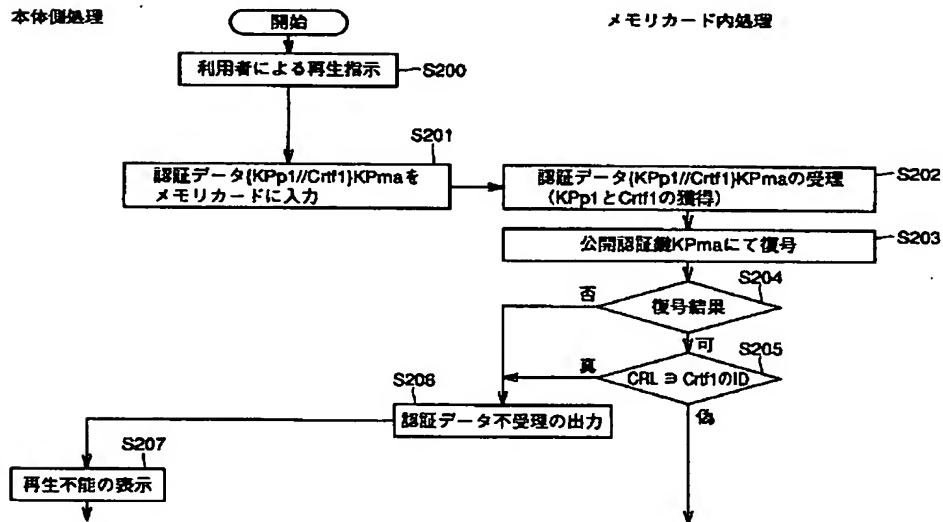 本体側処理
メモリカード内処理
開始
利用者による再生指示
S200
S201
認証データ{KPp1//Crtf1}KPmaを
メモリカードに入力
認証データ{KPp1//Crtf1}KPmaの受理
(KPp1とCrtf1の獲得)
S202
公開認証鍵KPmaにて復号
S203
S204
否
復号結果
可
S205
真
CRL∋Crtf1のID
偽
S206
認証データ不受理の出力
S207
再生不能の表示